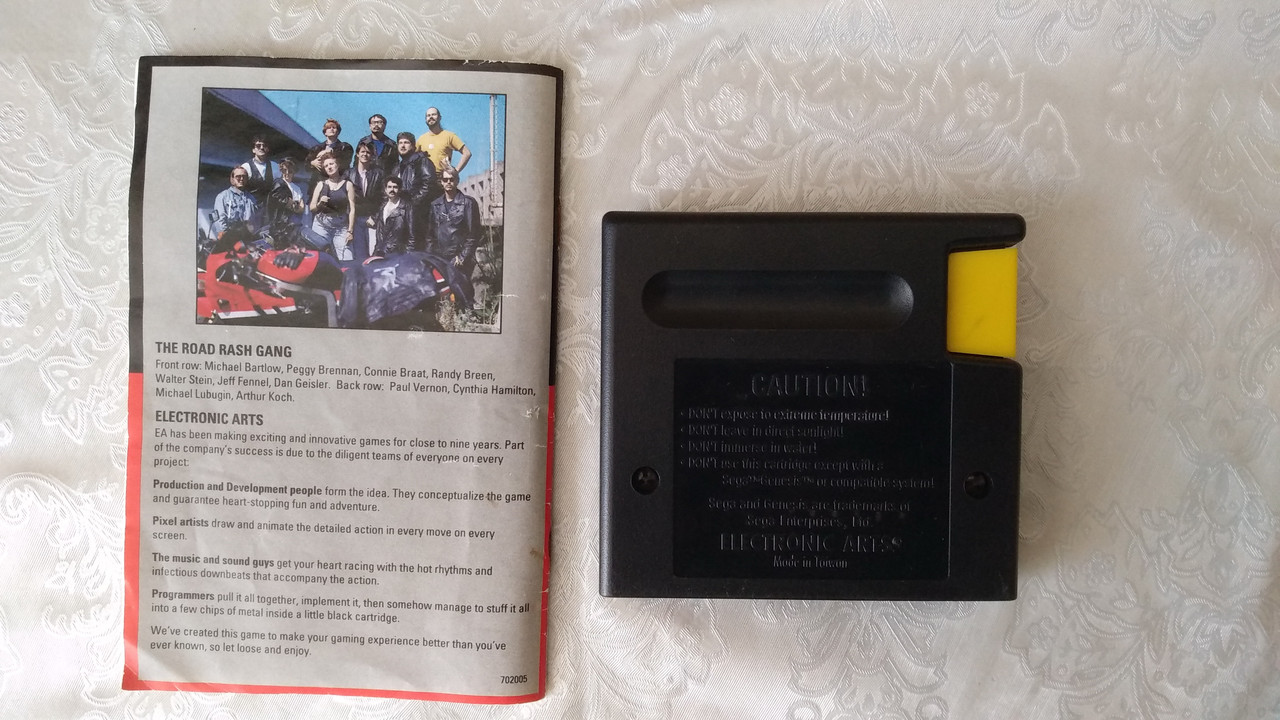 THE ROAD RASH GANG
Front row: Michael Bartlow, Peggy Brennan, Connie Braat, Randy Breen,
Walter Stein, Jeff Fennel, Dan Geisler. Back row: Paul Vernon, Cynthia Hamilton,
Michael Lubugin, Arthur Koch.
ELECTRONIC ARTS
EA has been making exciting and innovative games for close to nine years. Part
of the company's success is due to the diligent teams of everyone on every
project:
Production and Development people form the idea. They conceptualize the game
and guarantee heart-stopping fun and adventure.
Pixel artists draw and animate the detailed action in every move on every
screen.
The music and sound guys get your heart racing with the hot rhythms and
infectious downbeats that accompany the action.
Programmers pull it all together, implement it, then somehow manage to stuff it all
into a few chips of metal inside a little black cartridge.
We've created this game to make your gaming experience better than you've
ever known, so let loose and enjoy.
702005
CAUTION!
• DON'T expose to extreme temperature!
• DON'T leave in direct sunlight!
• DON'T immerse in water!
• DON'T use this cartridge except with a
Sega™ Genesis™ or compatible system!
Sega and Genesis are trademarks of
Sega Enterprises, Ltd.
ELECTRONIC ARTS®
Made in Taiwan